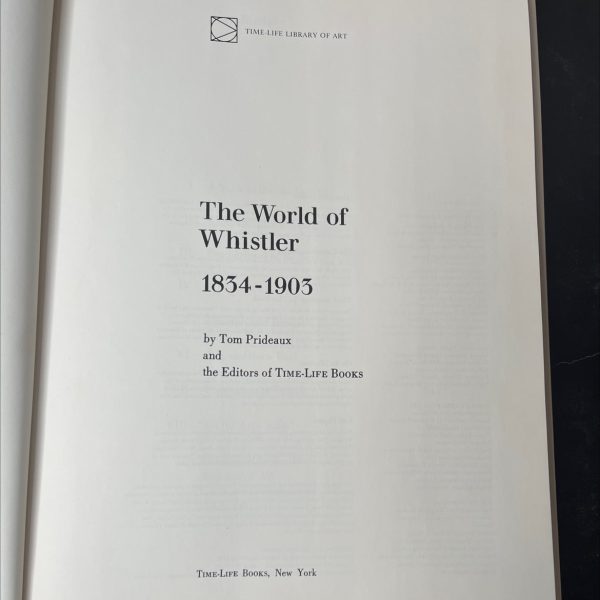 TIME-LIFE LIBRARY OF ART
The World of
Whistler
1834-1903
by Tom Prideaux
and
the Editors of TIME-LIFE BOOKS
TIME-LIFE BOOKS, New York